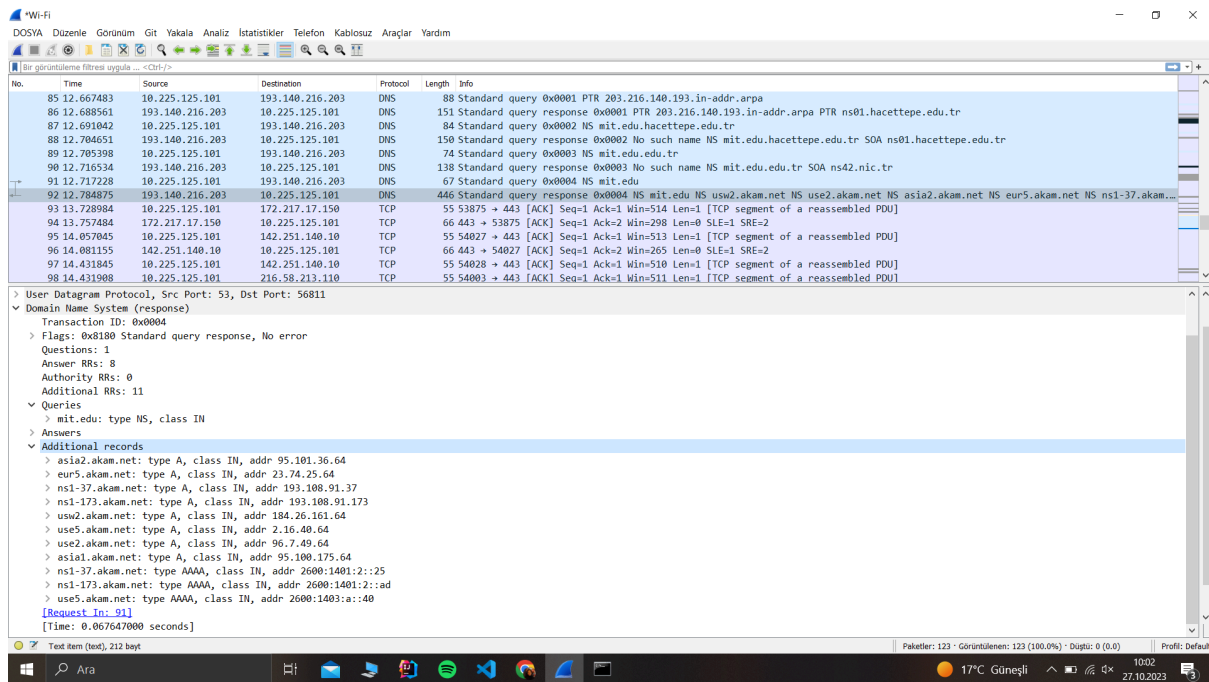 *Wi-Fi
DOSYA Düzenle Görünüm Git Yakala Analiz İstatistikler Telefon Kablosuz Araçlar Yardım
Bir görüntüleme filtresi uygula ... <Ctrl-/>
No. Time Source Destination Protocol Length Info
85 12.667483 10.225.125.101 193.140.216.203 DNS 88 Standard query 0x0001 PTR 203.216.140.193.in-addr.arpa
86 12.688561 193.140.216.203 10.225.125.101 DNS 151 Standard query response 0x0001 PTR 203.216.140.193.in-addr.arpa PTR ns01.hacettepe.edu.tr
87 12.691042 10.225.125.101 193.140.216.203 DNS 84 Standard query 0x0002 NS mit.edu.hacettepe.edu.tr
88 12.704651 193.140.216.203 10.225.125.101 DNS 150 Standard query response 0x0002 No such name NS mit.edu.hacettepe.edu.tr SOA ns01.hacettepe.edu.tr
89 12.705398 10.225.125.101 193.140.216.203 DNS 74 Standard query 0x0003 NS mit.edu.edu.tr
90 12.716534 193.140.216.203 10.225.125.101 DNS 138 Standard query response 0x0003 No such name NS mit.edu.edu.tr SOA ns42.nic.tr
91 12.717228 10.225.125.101 193.140.216.203 DNS 67 Standard query 0x0004 NS mit.edu
92 12.784875 193.140.216.203 10.225.125.101 DNS 446 Standard query response 0x0004 NS mit.edu NS usw2.akam.net NS use2.akam.net NS asia2.akam.net NS eur5.akam.net NS ns1-37.akam...
93 13.728984 10.225.125.101 172.217.17.150 TCP 55 53875 → 443 [ACK] Seq=1 Ack=1 Win=514 Len=1 [TCP segment of a reassembled PDU]
94 13.757484 172.217.17.150 10.225.125.101 TCP 66 443 → 53875 [ACK] Seq=1 Ack=2 Win=298 Len=0 SLE=1 SRE=2
95 14.057045 10.225.125.101 142.251.140.10 TCP 55 54027 → 443 [ACK] Seq=1 Ack=1 Win=513 Len=1 [TCP segment of a reassembled PDU]
96 14.081155 142.251.140.10 10.225.125.101 TCP 66 443 → 54027 [ACK] Seq=1 Ack=2 Win=265 Len=0 SLE=1 SRE=2
97 14.431845 10.225.125.101 142.251.140.10 TCP 55 54028 → 443 [ACK] Seq=1 Ack=1 Win=510 Len=1 [TCP segment of a reassembled PDU]
98 14.431908 10.225.125.101 216.58.213.110 TCP 55 54003 → 443 [ACK] Seq=1 Ack=1 Win=511 Len=1 [TCP segment of a reassembled PDU]
> User Datagram Protocol, Src Port: 53, Dst Port: 56811
Domain Name System (response)
Transaction ID: 0x0004
> Flags: 0x8180 Standard query response, No error
Questions: 1
Answer RRs: 8
Authority RRs: 0
Additional RRs: 11
Queries
> mit.edu: type NS, class IN
> Answers
Additional records
> asia2.akam.net: type A, class IN, addr 95.101.36.64
> eur5.akam.net: type A, class IN, addr 23.74.25.64
> ns1-37.akam.net: type A, class IN, addr 193.108.91.37
> ns1-173.akam.net: type A, class IN, addr 193.108.91.173
> usw2.akam.net: type A, class IN, addr 184.26.161.64
> use5.akam.net: type A, class IN, addr 2.16.40.64
> use2.akam.net: type A, class IN, addr 96.7.49.64
> asia1.akam.net: type A, class IN, addr 95.100.175.64
> ns1-37.akam.net: type AAAA, class IN, addr 2600:1401:2::25
> ns1-173.akam.net: type AAAA, class IN, addr 2600:1401:2::ad
> use5.akam.net: type AAAA, class IN, addr 2600:1403:a::40
[Request In: 91]
[Time: 0.067647000 seconds]
Text item (text), 212 bayt Paketler: 123 · Görüntülenen: 123 (100.0%) · Düştü: 0 (0.0) Profil: Default
Ara 17°C Güneşli 10:02
27.10.2023 3